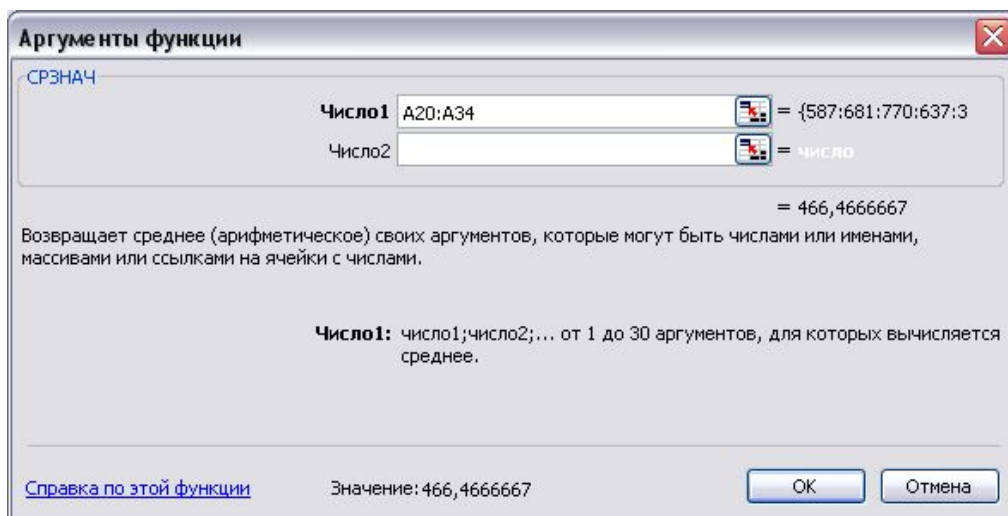 Аргументы функции
СРЗНАЧ
Число1 A20:A34 = {587:681:770:637:3
Число2 = число
= 466,4666667
Возвращает среднее (арифметическое) своих аргументов, которые могут быть числами или именами,
массивами или ссылками на ячейки с числами.
Число1: число1;число2;... от 1 до 30 аргументов, для которых вычисляется
среднее.
Справка по этой функции Значение:466,4666667 OK Отмена